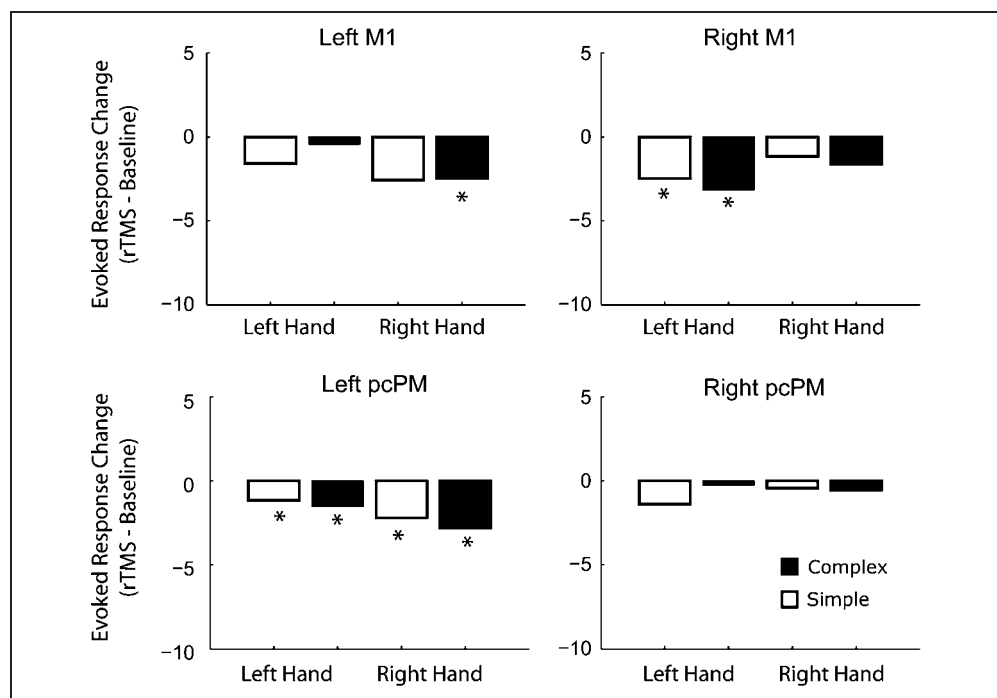 Left M1
Right M1
Evoked Response Change
(rTMS - Baseline)
5
0
−5
−10
5
0
−5
−10
*
*
*
Left Hand
Right Hand
Left Hand
Right Hand
Left pcPM
Right pcPM
Evoked Response Change
(rTMS - Baseline)
5
0
−5
−10
5
0
−5
−10
*
*
*
*
Complex
Simple
Left Hand
Right Hand
Left Hand
Right Hand